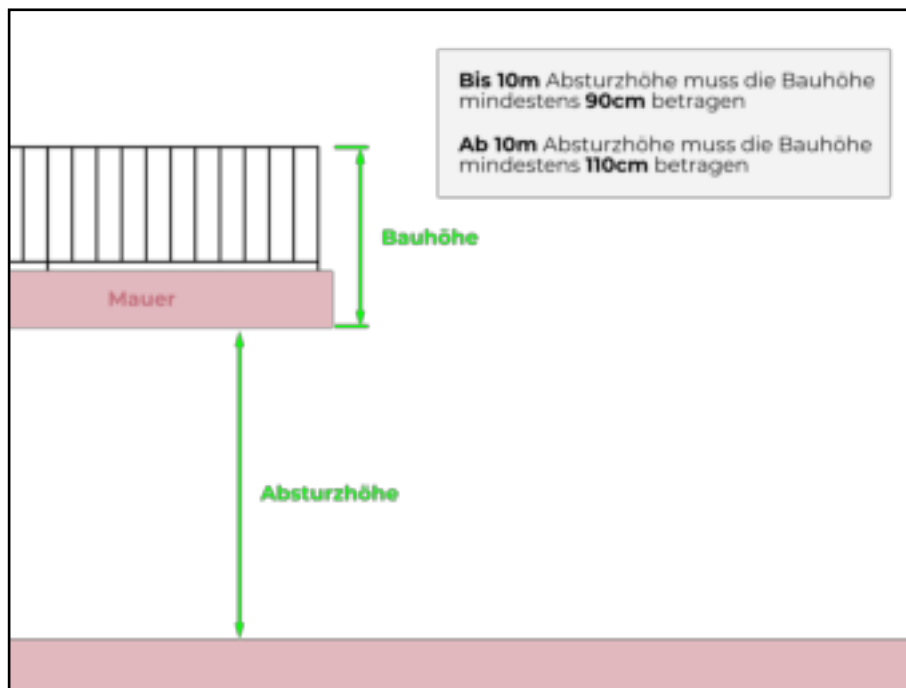 Bis 10m Absturzhöhe muss die Bauhöhe
mindestens 90cm betragen
Ab 10m Absturzhöhe muss die Bauhöhe
mindestens 110cm betragen
Bauhöhe
Mauer
Absturzhöhe